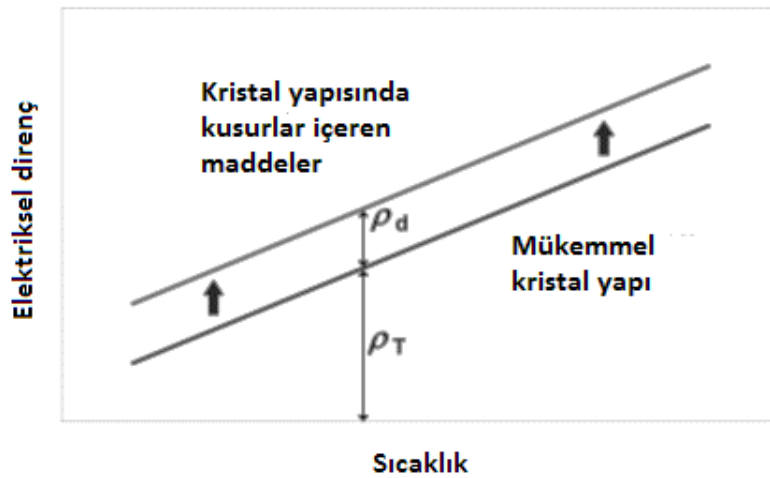 Elektriksel direnç
Kristal yapısında
kusurlar içeren
maddeler
ρd
Mükemmel
kristal yapı
ρT
Sıcaklık